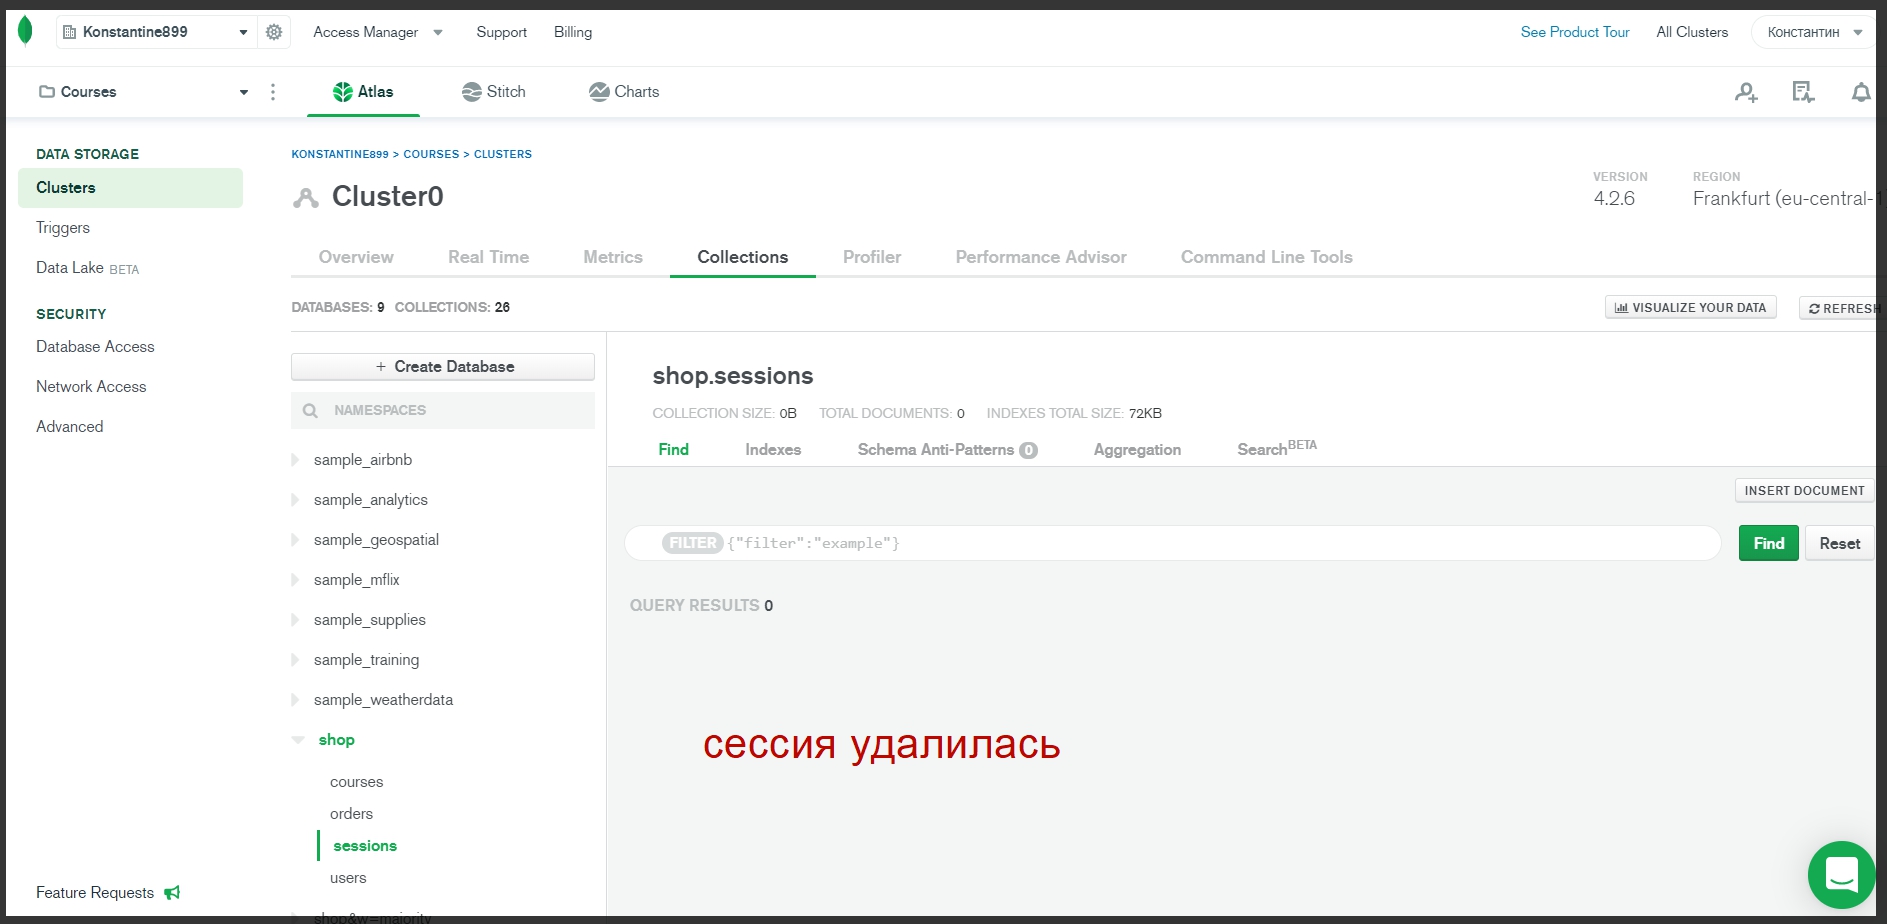 Konstantine899
Access Manager
Support
Billing
See Product Tour
All Clusters
Константин
Courses
Atlas
Stitch
Charts
DATA STORAGE
Clusters
Triggers
Data Lake BETA
SECURITY
Database Access
Network Access
Advanced
Feature Requests
KONSTANTINE899 > COURSES > CLUSTERS
Cluster0
VERSION
4.2.6
REGION
Frankfurt (eu-central-1
Overview
Real Time
Metrics
Collections
Profiler
Performance Advisor
Command Line Tools
DATABASES: 9 COLLECTIONS: 26
VISUALIZE YOUR DATA
REFRESH
+ Create Database
NAMESPACES
sample_airbnb
sample_analytics
sample_geospatial
sample_mflix
sample_supplies
sample_training
sample_weatherdata
shop
courses
orders
sessions
users
shop&w=majority
shop.sessions
COLLECTION SIZE: 0B TOTAL DOCUMENTS: 0 INDEXES TOTAL SIZE: 72KB
Find
Indexes
Schema Anti-Patterns 0
Aggregation
Search BETA
INSERT DOCUMENT
FILTER {"filter":"example"}
Find
Reset
QUERY RESULTS 0
сессия удалилась